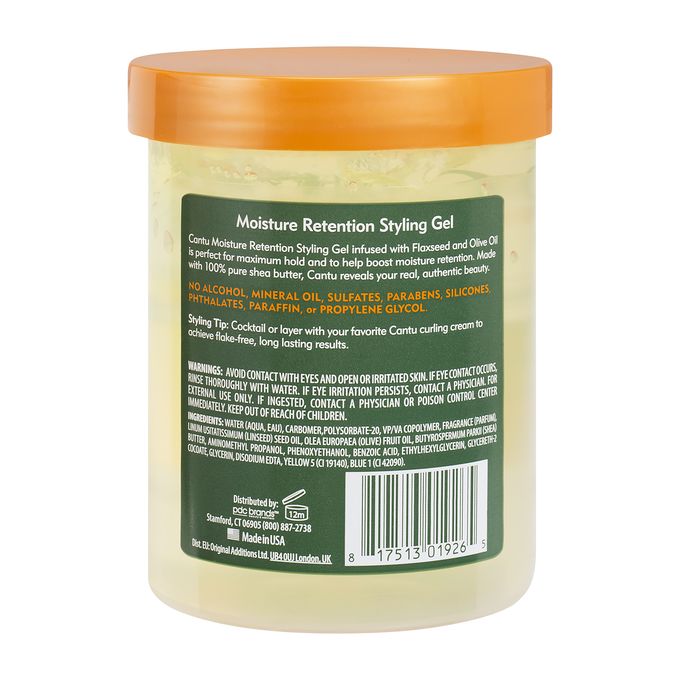 Moisture Retention Styling Gel
Cantu Moisture Retention Styling Gel infused with Flaxseed and Olive Oil
is perfect for maximum hold and to help boost moisture retention. Made
with 100% pure shea butter, Cantu reveals your real, authentic beauty.
NO ALCOHOL, MINERAL OIL, SULFATES, PARABENS, SILICONES,
PHTHALATES, PARAFFIN, or PROPYLENE GLYCOL.
Styling Tip: Cocktail or layer with your favorite Cantu curling cream to
achieve flake-free, long lasting results.
WARNINGS: AVOID CONTACT WITH EYES AND OPEN OR IRRITATED SKIN. IF EYE CONTACT OCCURS,
RINSE THOROUGHLY WITH WATER. IF EYE IRRITATION PERSISTS, CONTACT A PHYSICIAN. FOR
EXTERNAL USE ONLY. IF INGESTED, CONTACT A PHYSICIAN OR POISON CONTROL CENTER
IMMEDIATELY. KEEP OUT OF REACH OF CHILDREN.
INGREDIENTS: WATER (AQUA, EAU), CARBOMER,POLYSORBATE-20, VP/VA COPOLYMER, FRAGRANCE (PARFUM),
LINUM USITATISSIMUM (LINSEED) SEED OIL, OLEA EUROPAEA (OLIVE) FRUIT OIL, BUTYROSPERMUM PARKII (SHEA)
BUTTER, AMINOMETHYL PROPANOL, PHENOXYETHANOL, BENZOIC ACID, ETHYLHEXYLGLYCERIN, GLYCERETH-2
COCOATE, GLYCERIN, DISODIUM EDTA, YELLOW 5 (CI 19140), BLUE 1 (CI 42090).
Distributed by:
pdc brands™
12m
Stamford, CT 06905 (800) 887-2738
Made in USA
Dist. EU: Original Additions Ltd. UB4 0UJ London, UK
8 17513 01926 5